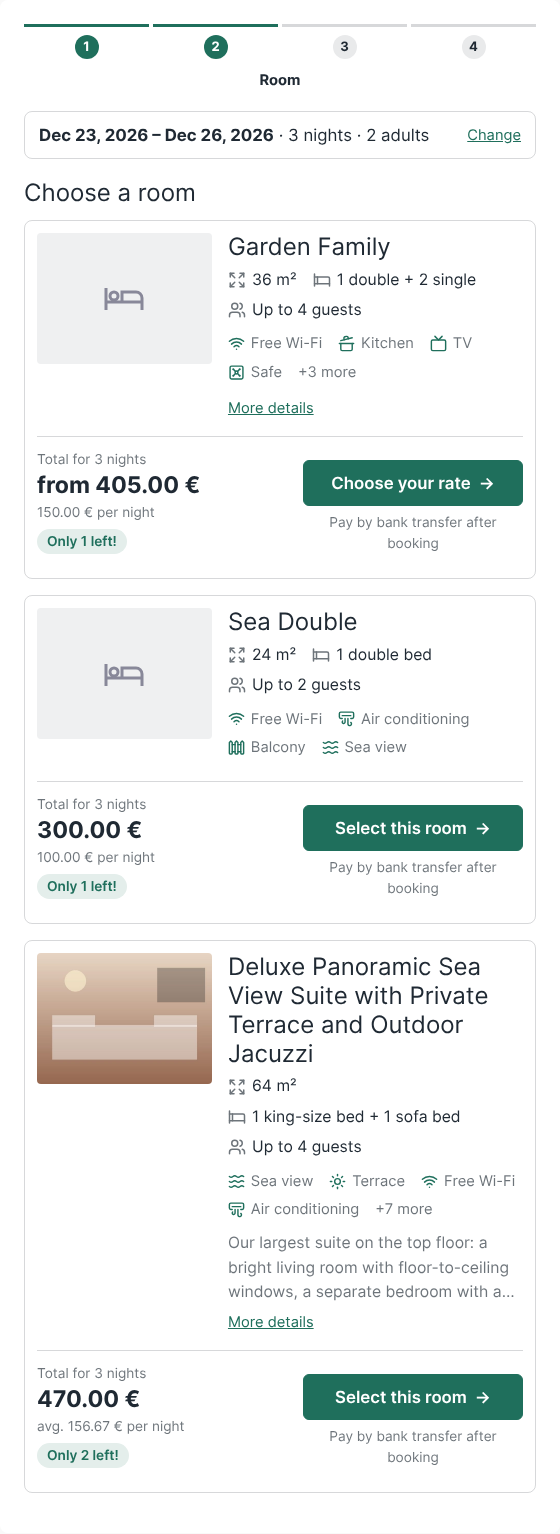 1
2
3
4
Room
Dec 23, 2026 – Dec 26, 2026 · 3 nights · 2 adults
Change
Choose a room
Garden Family
36 m²
1 double + 2 single
Up to 4 guests
Free Wi-Fi
Kitchen
TV
Safe
+3 more
More details
Total for 3 nights
from 405.00 €
150.00 € per night
Only 1 left!
Choose your rate →
Pay by bank transfer after
booking
Sea Double
24 m²
1 double bed
Up to 2 guests
Free Wi-Fi
Air conditioning
Balcony
Sea view
Total for 3 nights
300.00 €
100.00 € per night
Only 1 left!
Select this room →
Pay by bank transfer after
booking
Deluxe Panoramic Sea
View Suite with Private
Terrace and Outdoor
Jacuzzi
64 m²
1 king-size bed + 1 sofa bed
Up to 4 guests
Sea view
Terrace
Free Wi-Fi
Air conditioning
+7 more
Our largest suite on the top floor: a
bright living room with floor-to-ceiling
windows, a separate bedroom with a…
More details
Total for 3 nights
470.00 €
avg. 156.67 € per night
Only 2 left!
Select this room →
Pay by bank transfer after
booking